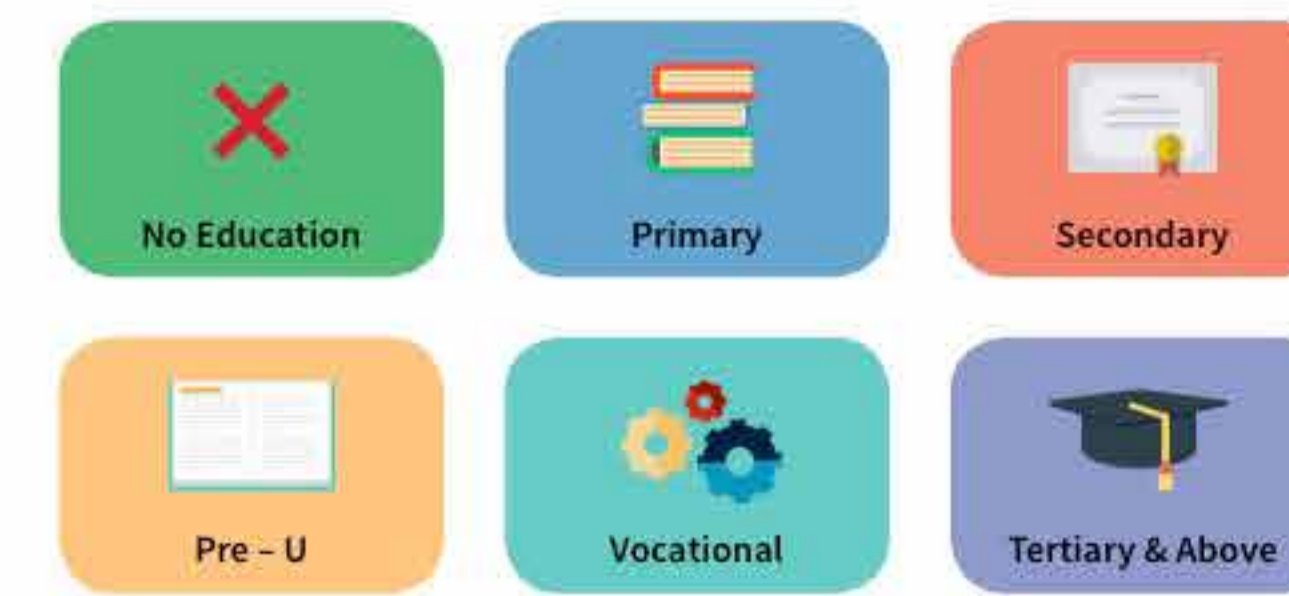 No Education
Primary
Secondary
Pre – U
Vocational
Tertiary & Above